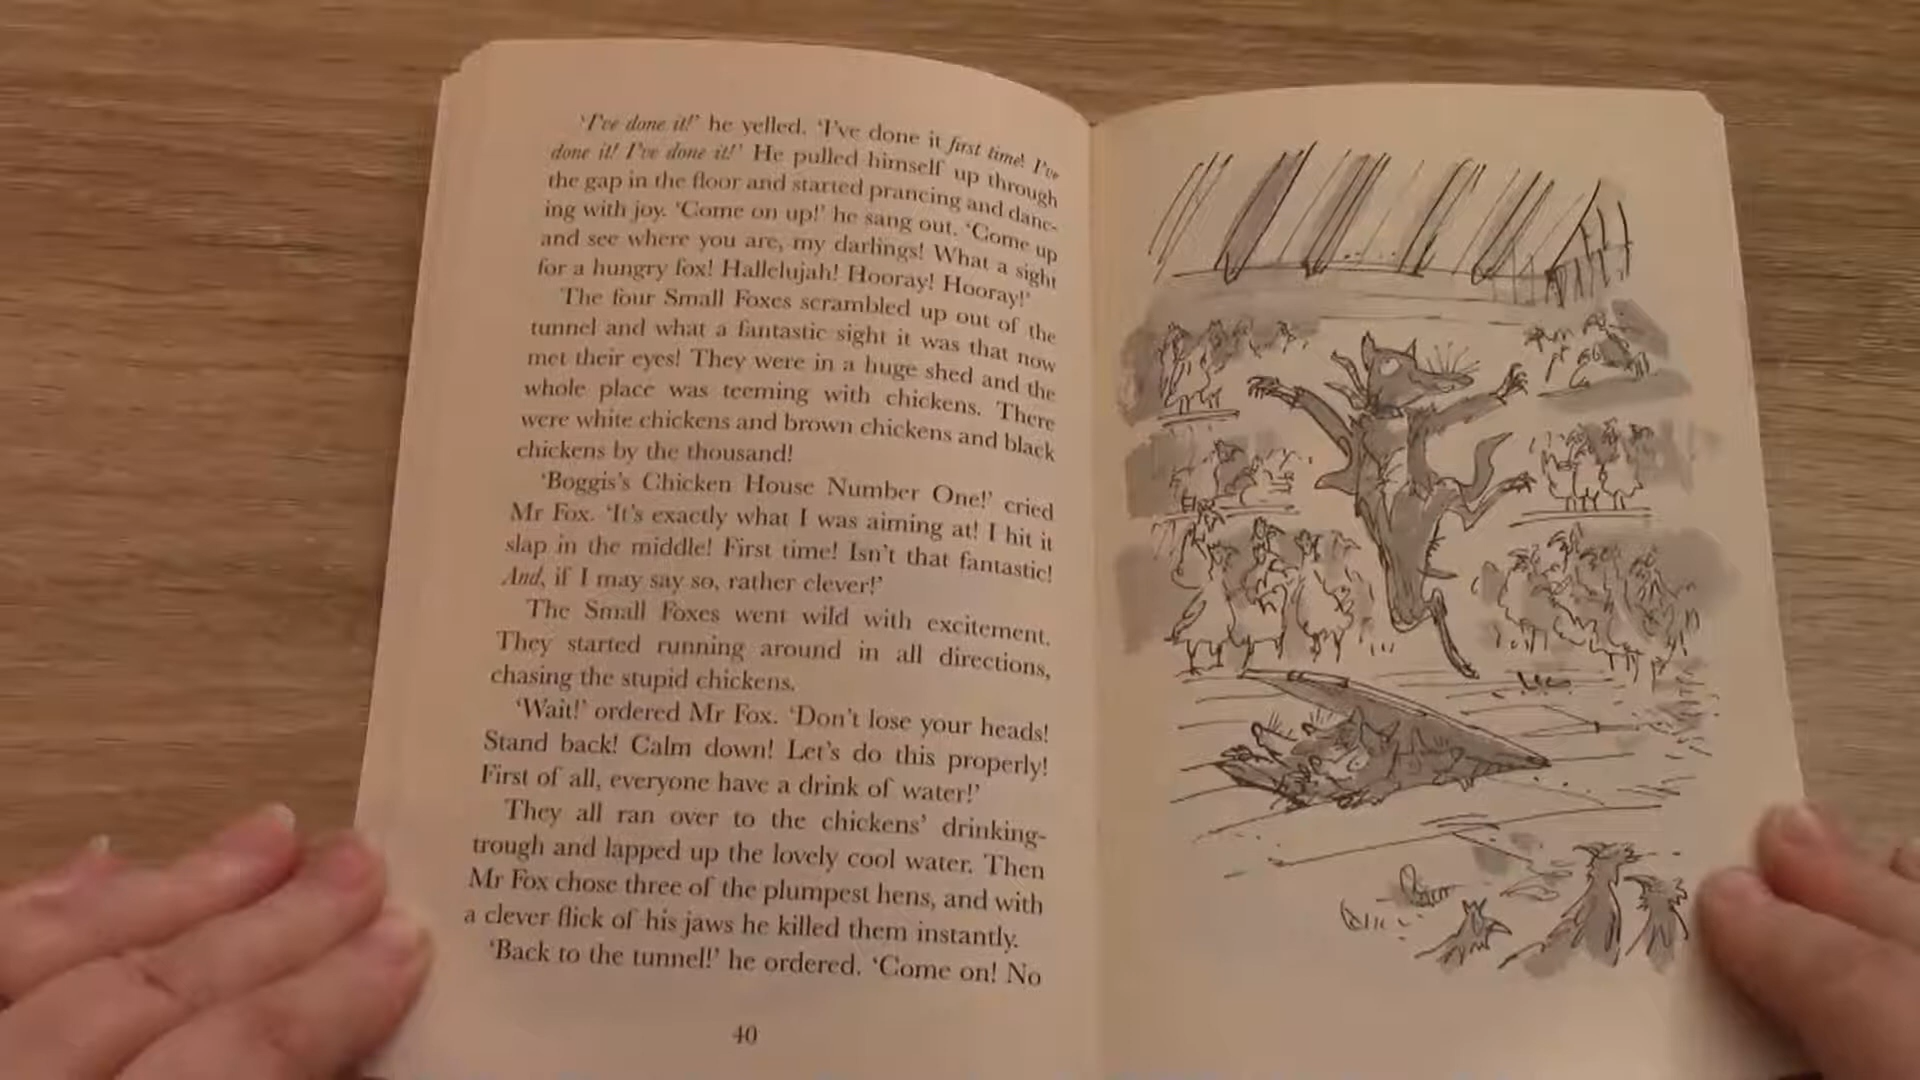 ‘I’ve done it!’ he yelled. ‘I’ve done it first time! I’ve
done it! I’ve done it!’ He pulled himself up through
the gap in the floor and started prancing and danc-
ing with joy. ‘Come on up!’ he sang out. ‘Come up
and see where you are, my darlings! What a sight
for a hungry fox! Hallelujah! Hooray! Hooray!’
The four Small Foxes scrambled up out of the
tunnel and what a fantastic sight it was that now
met their eyes! They were in a huge shed and the
whole place was teeming with chickens. There
were white chickens and brown chickens and black
chickens by the thousand!
‘Boggis’s Chicken House Number One!’ cried
Mr Fox. ‘It’s exactly what I was aiming at! I hit it
slap in the middle! First time! Isn’t that fantastic!
And, if I may say so, rather clever!’
The Small Foxes went wild with excitement.
They started running around in all directions,
chasing the stupid chickens.
‘Wait!’ ordered Mr Fox. ‘Don’t lose your heads!
Stand back! Calm down! Let’s do this properly!
First of all, everyone have a drink of water!’
They all ran over to the chickens’ drinking-
trough and lapped up the lovely cool water. Then
Mr Fox chose three of the plumpest hens, and with
a clever flick of his jaws he killed them instantly.
‘Back to the tunnel!’ he ordered. ‘Come on! No
40